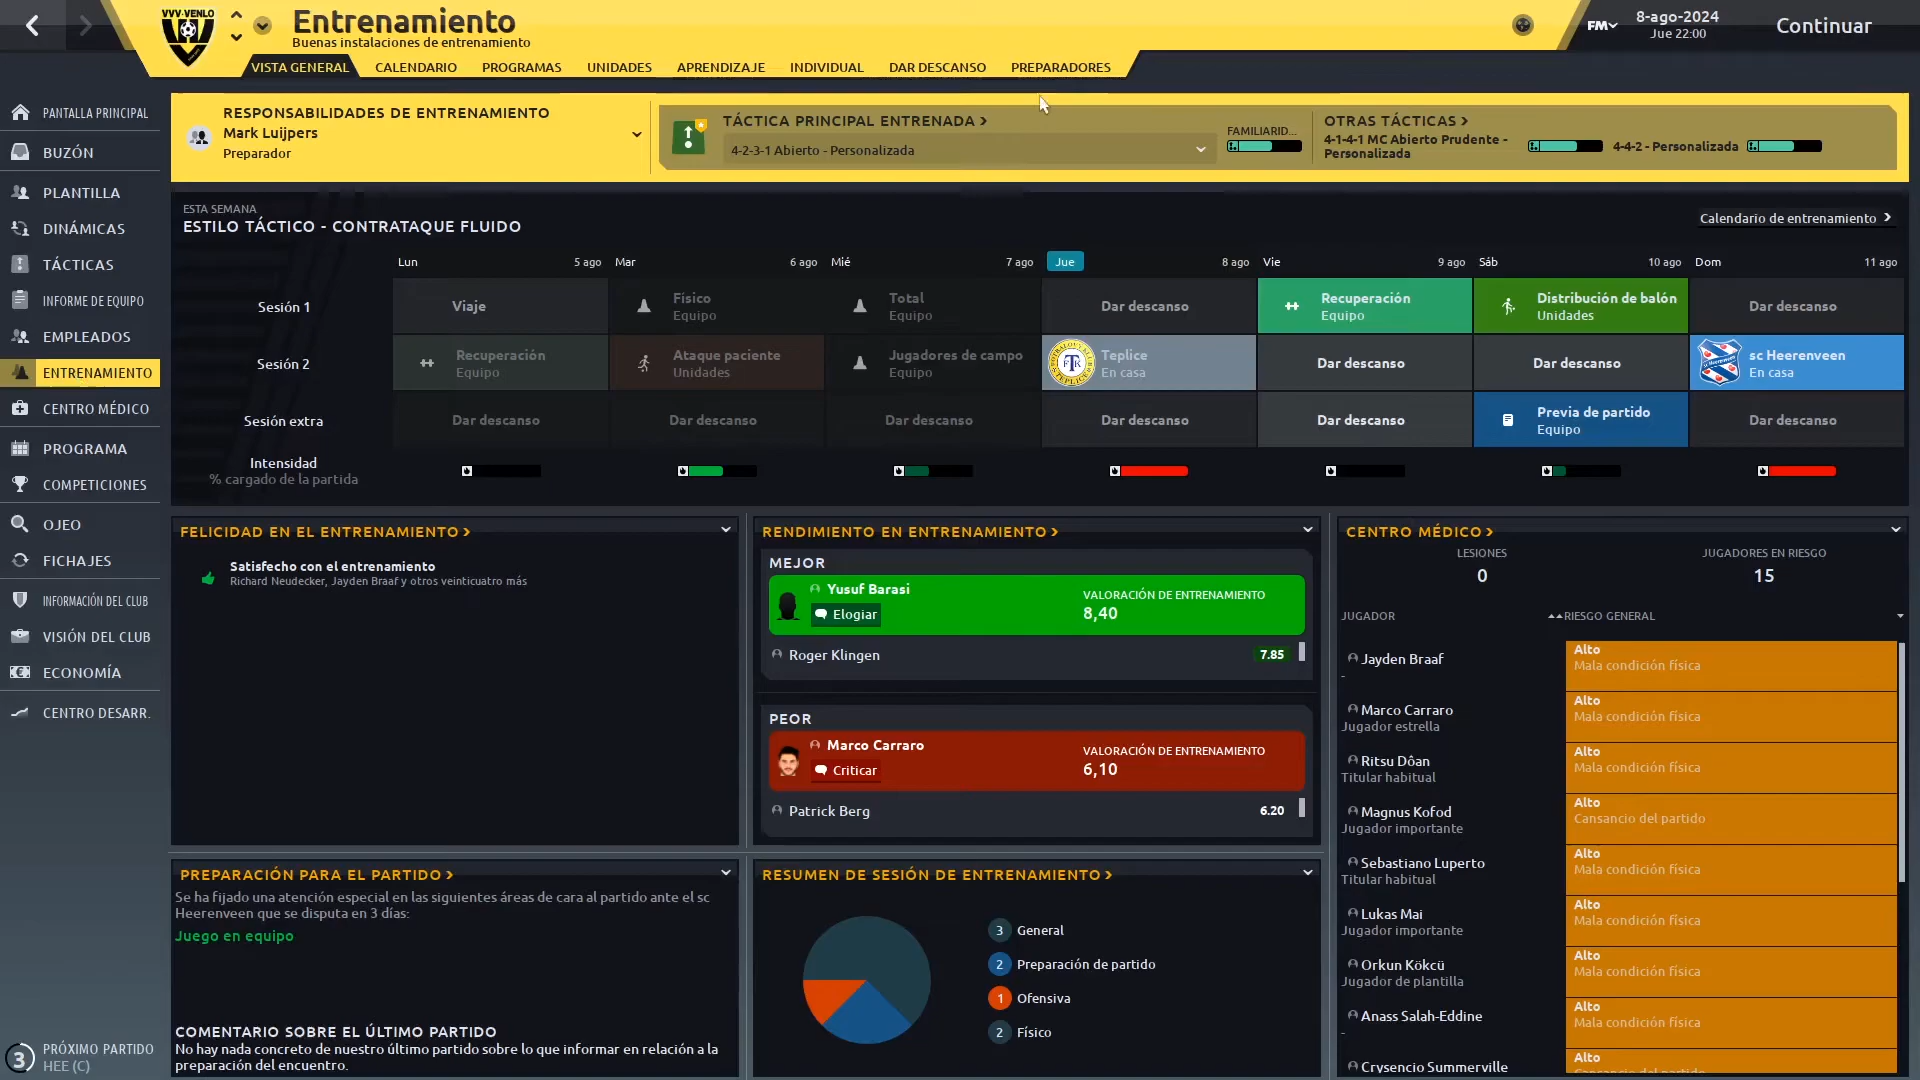 VVV-VENLO
Entrenamiento
Buenas instalaciones de entrenamiento
FM
8-ago-2024
Jue 22:00
Continuar
VISTA GENERAL
CALENDARIO
PROGRAMAS
UNIDADES
APRENDIZAJE
INDIVIDUAL
DAR DESCANSO
PREPARADORES
PANTALLA PRINCIPAL
BUZÓN
PLANTILLA
DINÁMICAS
TÁCTICAS
INFORME DE EQUIPO
EMPLEADOS
ENTRENAMIENTO
CENTRO MÉDICO
PROGRAMA
COMPETICIONES
OJEO
FICHAJES
INFORMACIÓN DEL CLUB
VISIÓN DEL CLUB
ECONOMÍA
CENTRO DESARR.
3
PRÓXIMO PARTIDO
HEE (C)
RESPONSABILIDADES DE ENTRENAMIENTO
Mark Luijpers
Preparador
TÁCTICA PRINCIPAL ENTRENADA >
4-2-3-1 Abierto - Personalizada
FAMILIARID...
OTRAS TÁCTICAS >
4-1-4-1 MC Abierto Prudente -
Personalizada
4-4-2 - Personalizada
ESTA SEMANA
ESTILO TÁCTICO - CONTRATAQUE FLUIDO
Calendario de entrenamiento >
Lun 5 ago
Mar 6 ago
Mié 7 ago
Jue 8 ago
Vie 9 ago
Sáb 10 ago
Dom 11 ago
Sesión 1
Viaje
Físico
Equipo
Total
Equipo
Dar descanso
Recuperación
Equipo
Distribución de balón
Unidades
Dar descanso
Sesión 2
Recuperación
Equipo
Ataque paciente
Unidades
Jugadores de campo
Equipo
Teplice
En casa
Dar descanso
Dar descanso
sc Heerenveen
En casa
Sesión extra
Dar descanso
Dar descanso
Dar descanso
Dar descanso
Dar descanso
Previa de partido
Equipo
Dar descanso
Intensidad
% cargado de la partida
FELICIDAD EN EL ENTRENAMIENTO >
Satisfecho con el entrenamiento
Richard Neudecker, Jayden Braaf y otros veinticuatro más
RENDIMIENTO EN ENTRENAMIENTO >
MEJOR
Yusuf Barasi
Elogiar
VALORACIÓN DE ENTRENAMIENTO
8,40
Roger Klingen
7.85
PEOR
Marco Carraro
Criticar
VALORACIÓN DE ENTRENAMIENTO
6,10
Patrick Berg
6.20
CENTRO MÉDICO >
LESIONES
0
JUGADORES EN RIESGO
15
JUGADOR
RIESGO GENERAL
Jayden Braaf
-
Alto
Mala condición física
Marco Carraro
Jugador estrella
Alto
Mala condición física
Ritsu Dôan
Titular habitual
Alto
Mala condición física
Magnus Kofod
Jugador importante
Alto
Cansancio del partido
Sebastiano Luperto
Titular habitual
Alto
Mala condición física
Lukas Mai
Jugador importante
Alto
Mala condición física
Orkun Kökcü
Jugador de plantilla
Alto
Mala condición física
Anass Salah-Eddine
-
Alto
Mala condición física
Crysencio Summerville
Alto
Cansancio del partido
PREPARACIÓN PARA EL PARTIDO >
Se ha fijado una atención especial en las siguientes áreas de cara al partido ante el sc
Heerenveen que se disputa en 3 días:
Juego en equipo
COMENTARIO SOBRE EL ÚLTIMO PARTIDO
No hay nada concreto de nuestro último partido sobre lo que informar en relación a la
preparación del encuentro.
RESUMEN DE SESIÓN DE ENTRENAMIENTO >
3 General
2 Preparación de partido
1 Ofensiva
2 Físico